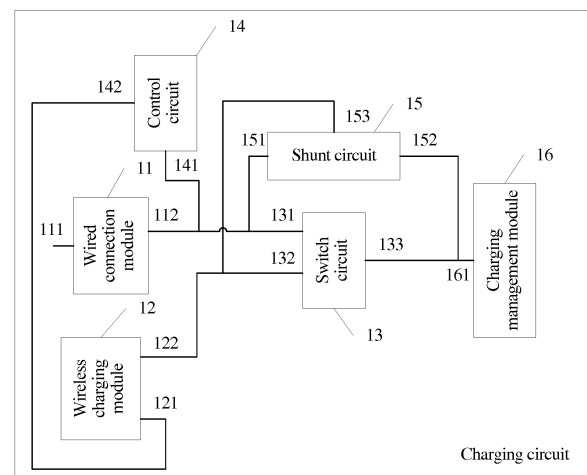 14
142
Control
circuit
153
15
151
Shunt circuit
152
16
11
141
111
Wired
connection
module
112
131
132
Switch
circuit
133
161
Charging
management module
12
122
13
Wireless
charging
module
121
Charging circuit